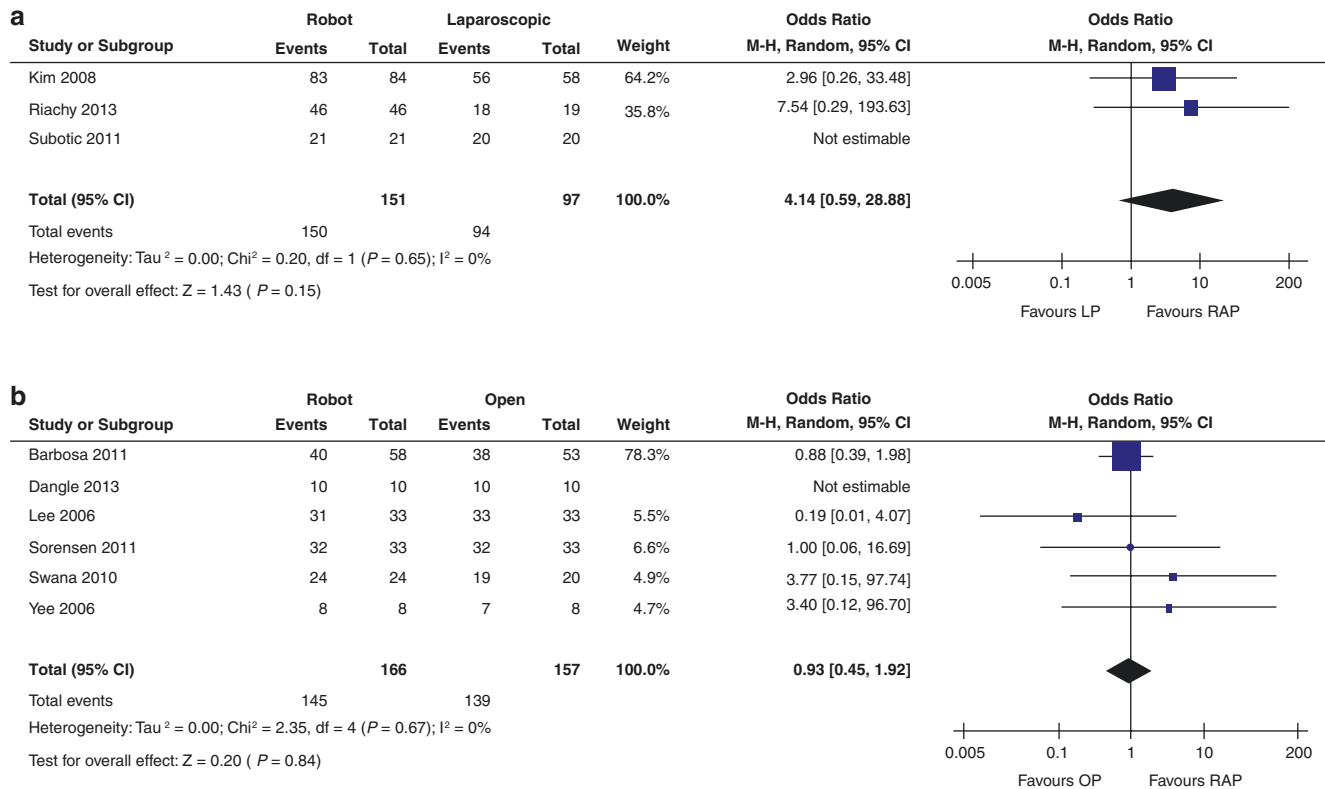 a
Robot Laparoscopic Odds Ratio Odds Ratio
Study or Subgroup Events Total Events Total Weight M-H, Random, 95% CI M-H, Random, 95% CI
Kim 2008 83 84 56 58 64.2% 2.96 [0.26, 33.48]
Riachy 2013 46 46 18 19 35.8% 7.54 [0.29, 193.63]
Subotic 2011 21 21 20 20 Not estimable
Total (95% CI) 151 97 100.0% 4.14 [0.59, 28.88]
Total events 150 94
Heterogeneity: Tau ² = 0.00; Chi² = 0.20, df = 1 (P = 0.65); I² = 0%
Test for overall effect: Z = 1.43 ( P = 0.15)
0.005 0.1 1 10 200
Favours LP Favours RAP
b
Robot Open Odds Ratio Odds Ratio
Study or Subgroup Events Total Events Total Weight M-H, Random, 95% CI M-H, Random, 95% CI
Barbosa 2011 40 58 38 53 78.3% 0.88 [0.39, 1.98]
Dangle 2013 10 10 10 10 Not estimable
Lee 2006 31 33 33 33 5.5% 0.19 [0.01, 4.07]
Sorensen 2011 32 33 32 33 6.6% 1.00 [0.06, 16.69]
Swana 2010 24 24 19 20 4.9% 3.77 [0.15, 97.74]
Yee 2006 8 8 7 8 4.7% 3.40 [0.12, 96.70]
Total (95% CI) 166 157 100.0% 0.93 [0.45, 1.92]
Total events 145 139
Heterogeneity: Tau ² = 0.00; Chi² = 2.35, df = 4 (P = 0.67); I² = 0%
Test for overall effect: Z = 0.20 ( P = 0.84)
0.005 0.1 1 10 200
Favours OP Favours RAP